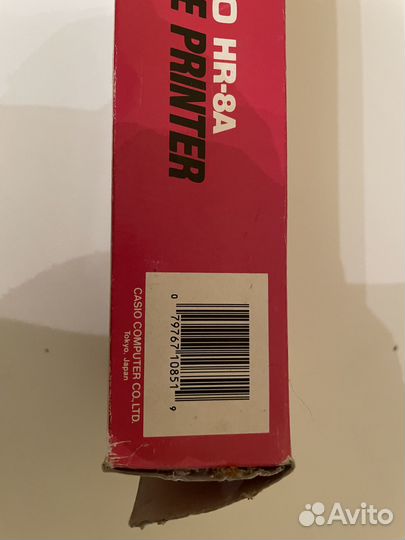 O HR-8A
E PRINTER
0 79767 10851 9
CASIO COMPUTER CO.,LTD.
Tokyo, Japan
Avito